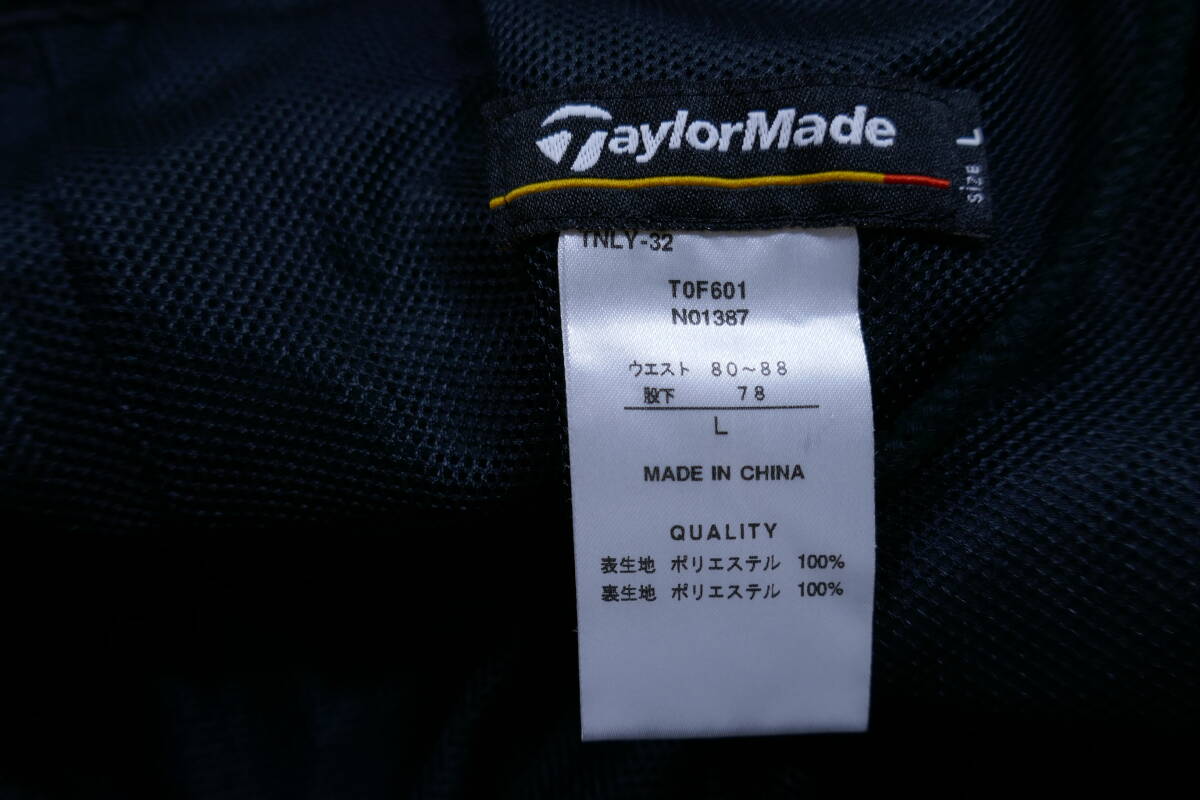 TaylorMade
size L
TNLY-32
T0F601
N01387
ウエスト 80~88
股下 78
L
MADE IN CHINA
QUALITY
表生地 ポリエステル 100%
裏生地 ポリエステル 100%